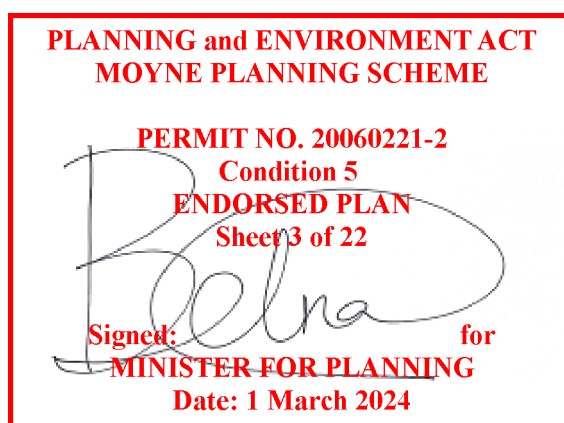 PLANNING and ENVIRONMENT ACT
MOYNE PLANNING SCHEME
PERMIT NO. 20060221-2
Condition 5
ENDORSED PLAN
Sheet 3 of 22
Signed: for
MINISTER FOR PLANNING
Date: 1 March 2024